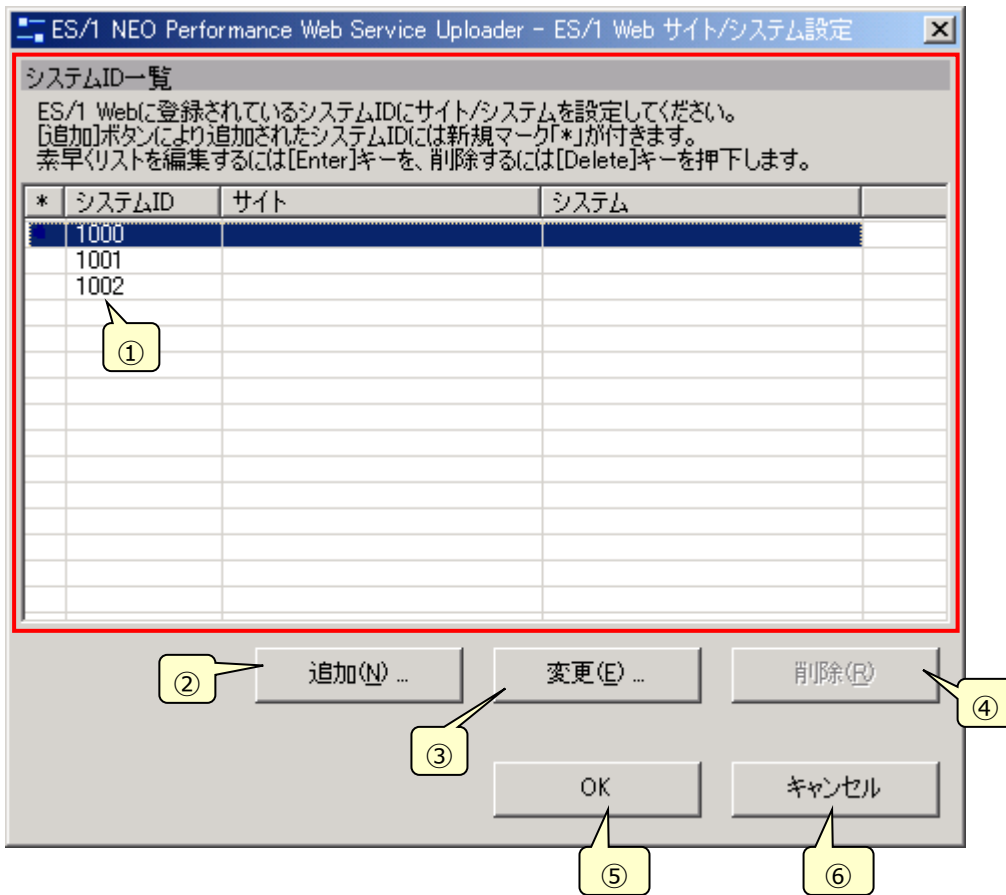 ES/1 NEO Performance Web Service Uploader - ES/1 Web サイト/システム設定
システムID一覧
ES/1 Webに登録されているシステムIDにサイト/システムを設定してください。
[追加]ボタンにより追加されたシステムIDには新規マーク「*」が付きます。
素早くリストを編集するには[Enter]キーを、削除するには[Delete]キーを押下します。
* システムID サイト システム
1000
1001
1002
①
追加(N) ... 変更(E) ... 削除(R)
②
④
③
OK キャンセル
⑤ ⑥